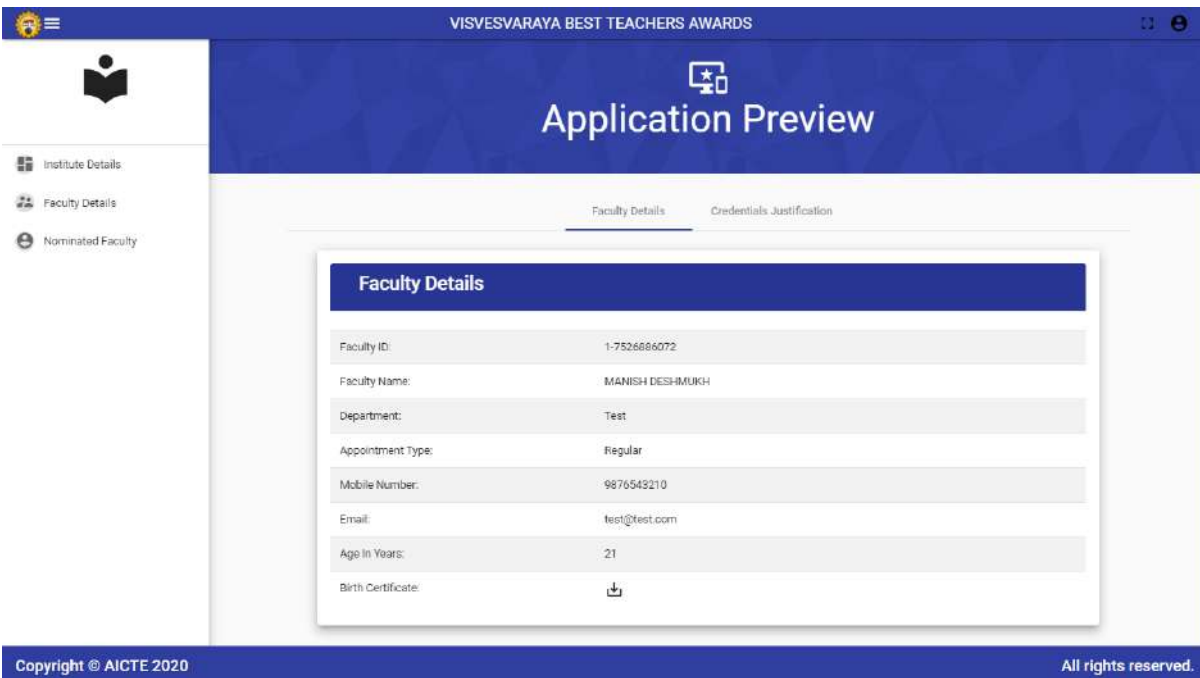 VISVESVARAYA BEST TEACHERS AWARDS
Application Preview
Institute Details
Faculty Details
Nominated Faculty
Faculty Details Credentials Justification
Faculty Details
Faculty ID: 1-7526886072
Faculty Name: MANISH DESHMUKH
Department: Test
Appointment Type: Regular
Mobile Number: 9876543210
Email: test@test.com
Age In Years: 21
Birth Certificate:
Copyright © AICTE 2020 All rights reserved.